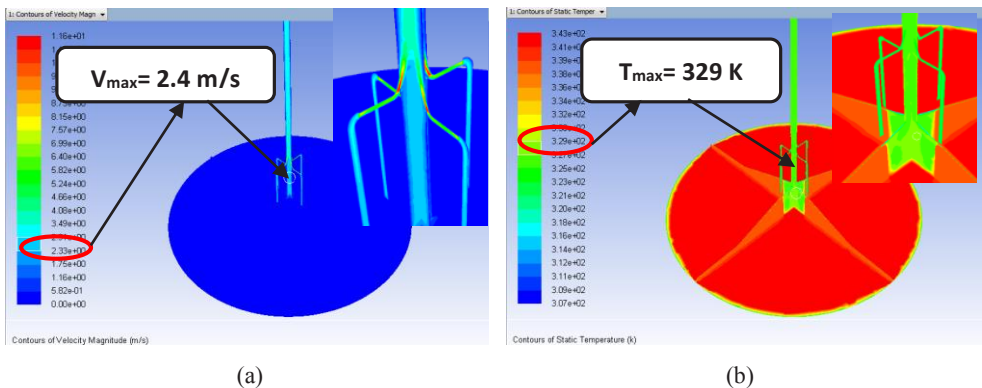 1: Contours of Velocity Magn
1.16e+01
Vmax= 2.4 m/s
8.15e+00
7.57e+00
6.99e+00
6.40e+00
5.82e+00
5.24e+00
4.66e+00
4.08e+00
3.49e+00
2.33e+00
1.75e+00
1.16e+00
5.82e-01
0.00e+00
Contours of Velocity Magnitude (m/s)
(a)
1: Contours of Static Temper
3.43e+02
3.41e+02
3.39e+02
3.38e+02
3.36e+02
3.34e+02
3.32e+02
Tmax= 329 K
3.29e+02
3.25e+02
3.23e+02
3.21e+02
3.20e+02
3.18e+02
3.16e+02
3.14e+02
3.12e+02
3.11e+02
3.09e+02
3.07e+02
Contours of Static Temperature (k)
(b)